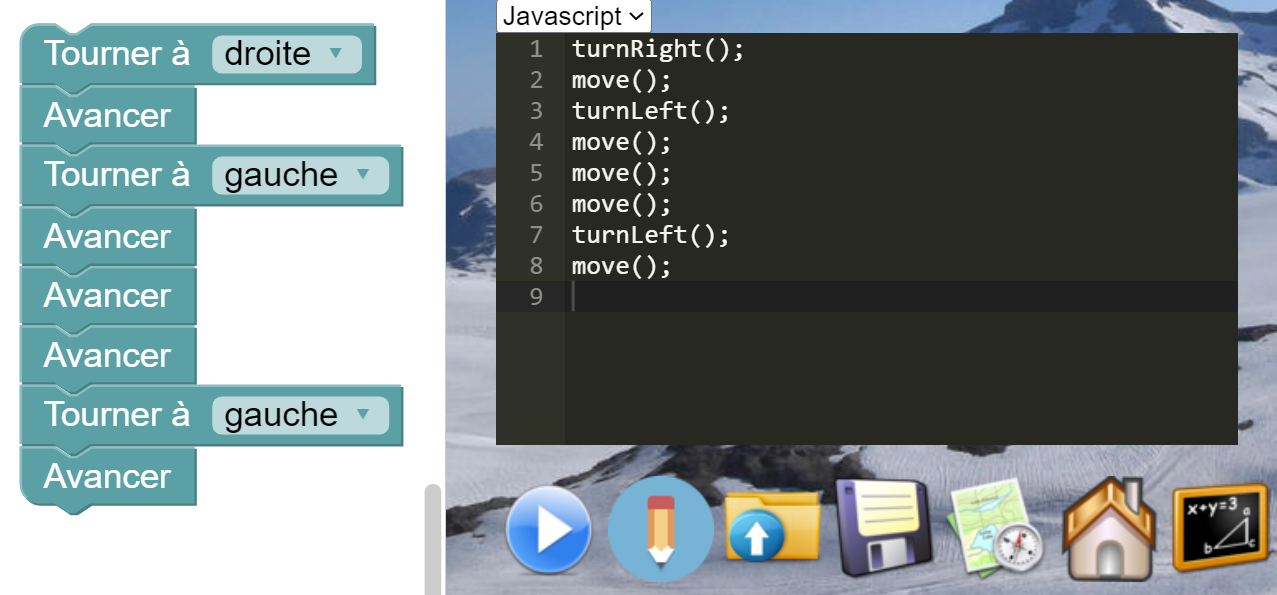 Tourner à droite ▼
Avancer
Tourner à gauche ▼
Avancer
Avancer
Avancer
Tourner à gauche ▼
Avancer
Javascript
1 turnRight();
2 move();
3 turnLeft();
4 move();
5 move();
6 move();
7 turnLeft();
8 move();
9
x+y=3
a
b
c